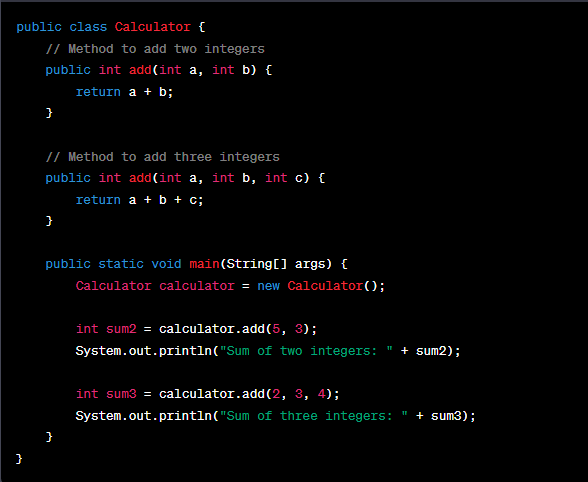 public class Calculator {
    // Method to add two integers
    public int add(int a, int b) {
        return a + b;
    }

    // Method to add three integers
    public int add(int a, int b, int c) {
        return a + b + c;
    }

    public static void main(String[] args) {
        Calculator calculator = new Calculator();

        int sum2 = calculator.add(5, 3);
        System.out.println("Sum of two integers: " + sum2);

        int sum3 = calculator.add(2, 3, 4);
        System.out.println("Sum of three integers: " + sum3);
    }
}